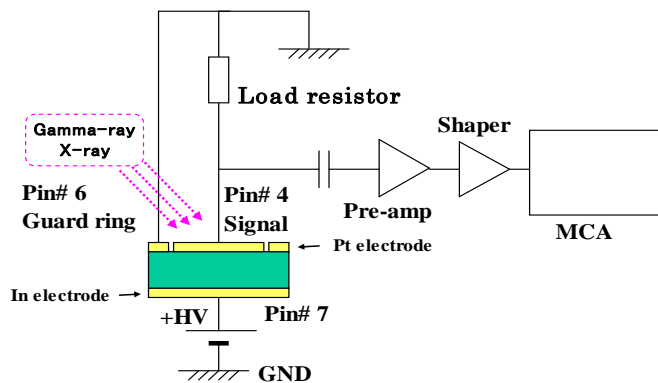 Load resistor
Gamma-ray
X-ray
Shaper
Pin# 6
Guard ring
Pin# 4
Signal
Pre-amp
MCA
Pt electrode
In electrode
+HV
Pin# 7
GND